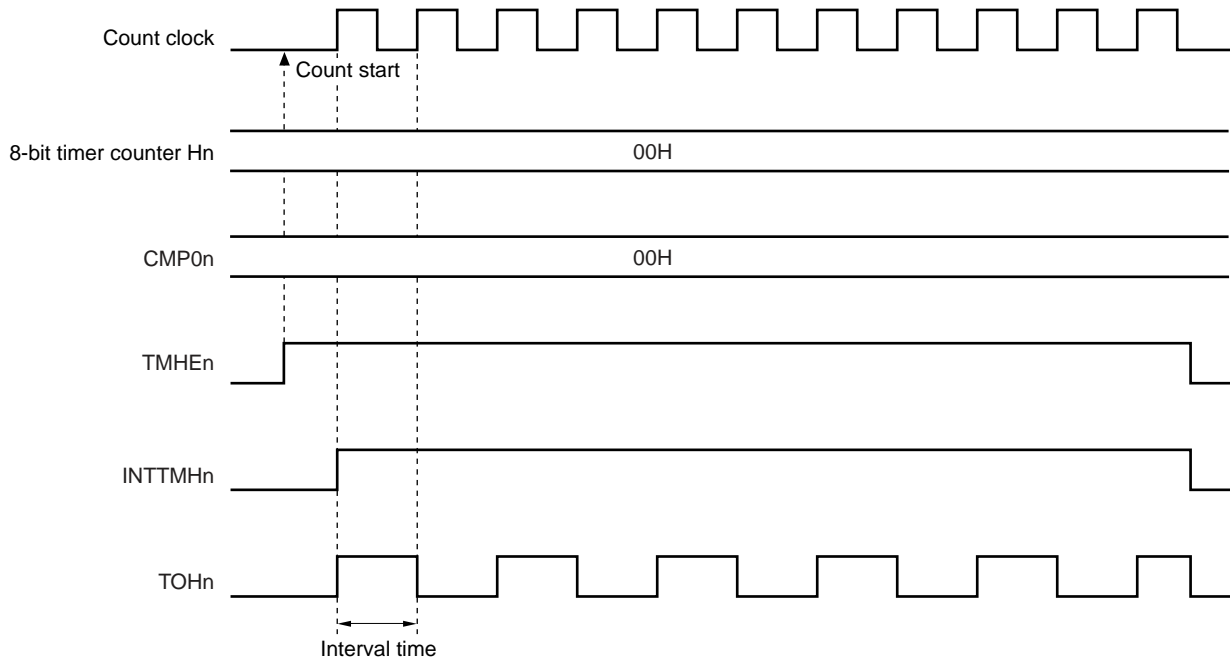 Count clock
Count start
8-bit timer counter Hn
00H
CMP0n
00H
TMHEn
INTTMHn
TOHn
Interval time